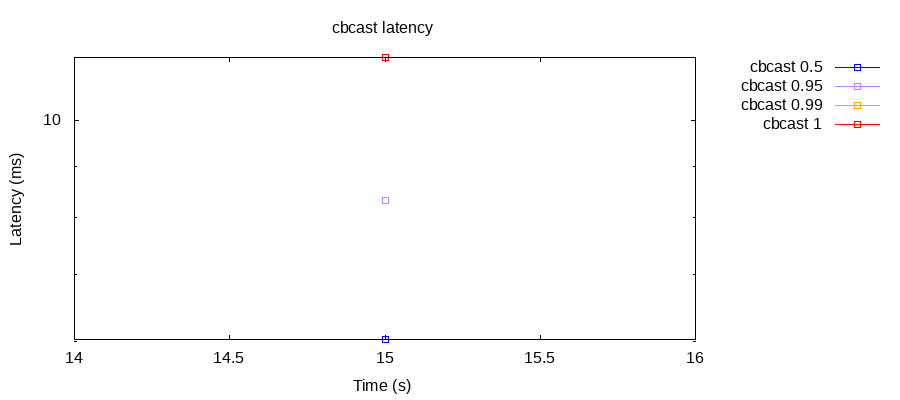 cbcast latency
cbcast 0.5
cbcast 0.95
cbcast 0.99
cbcast 1
10
Latency (ms)
14 14.5 15 15.5 16
Time (s)